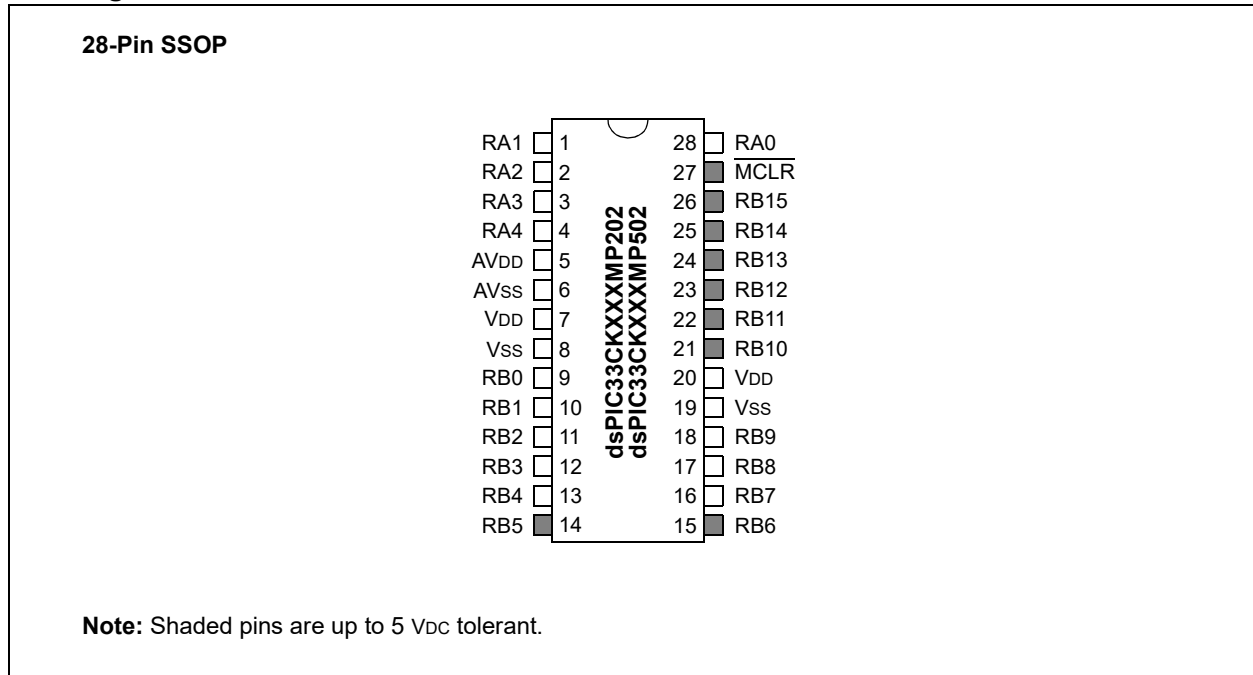 28-Pin SSOP
RA1 1 28 RA0
RA2 2 27 MCLR
RA3 3 26 RB15
RA4 4 25 RB14
AVDD 5 24 RB13
AVSS 6 23 RB12
VDD 7 22 RB11
VSS 8 21 RB10
RB0 9 20 VDD
RB1 10 19 VSS
RB2 11 18 RB9
RB3 12 17 RB8
RB4 13 16 RB7
RB5 14 15 RB6
dsPIC33CKXXXMP202
dsPIC33CKXXXMP502
Note: Shaded pins are up to 5 VDC tolerant.